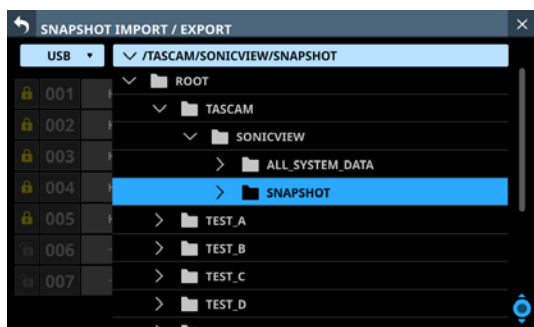 SNAPSHOT IMPORT / EXPORT
USB
/TASCAM/SONICVIEW/SNAPSHOT
ROOT
001
TASCAM
002
SONICVIEW
003
ALL_SYSTEM_DATA
004
SNAPSHOT
005
TEST_A
006
TEST_B
007
TEST_C
TEST_D